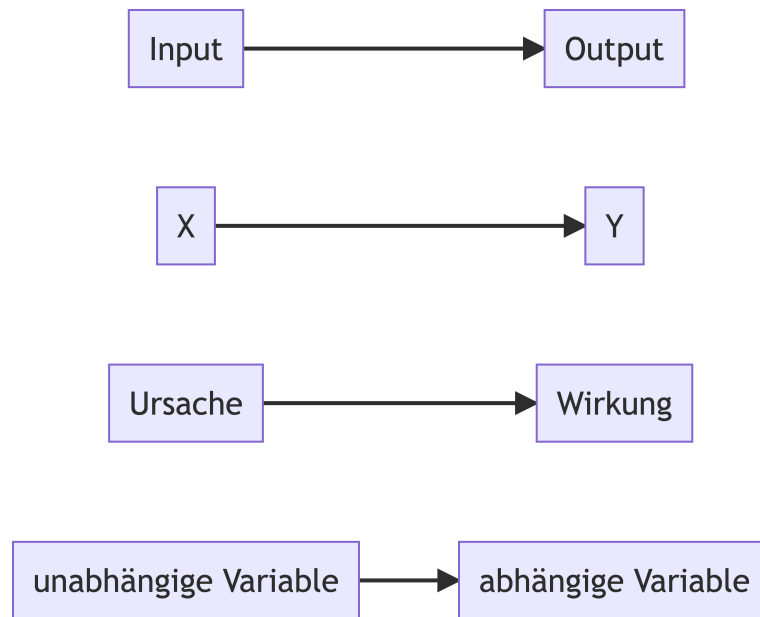 Input Output
X Y
Ursache Wirkung
unabhängige Variable abhängige Variable